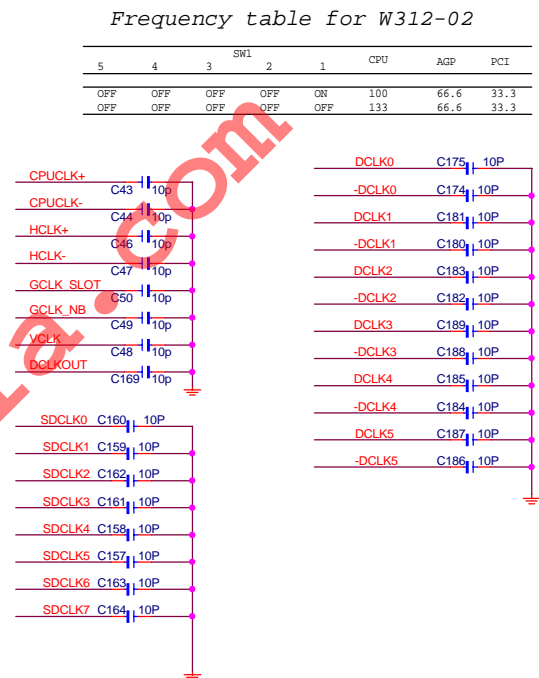 Frequency table for W312-02
SW1
5 4 3 2 1 CPU AGP PCI
OFF OFF OFF OFF ON 100 66.6 33.3
OFF OFF OFF OFF OFF 133 66.6 33.3
CPUCLK+ C43 10p
CPUCLK- C44 10p
HCLK+ C46 10p
HCLK- C47 10p
GCLK_SLOT C50 10p
GCLK_NB C49 10p
VCLK C48 10p
DCLKOUT C169 10p
SDCLK0 C160 10P
SDCLK1 C159 10P
SDCLK2 C162 10P
SDCLK3 C161 10P
SDCLK4 C158 10P
SDCLK5 C157 10P
SDCLK6 C163 10P
SDCLK7 C164 10P
DCLK0 C175 10P
-DCLK0 C174 10P
DCLK1 C181 10P
-DCLK1 C180 10P
DCLK2 C183 10P
-DCLK2 C182 10P
DCLK3 C189 10P
-DCLK3 C188 10P
DCLK4 C185 10P
-DCLK4 C184 10P
DCLK5 C187 10P
-DCLK5 C186 10P
a.com